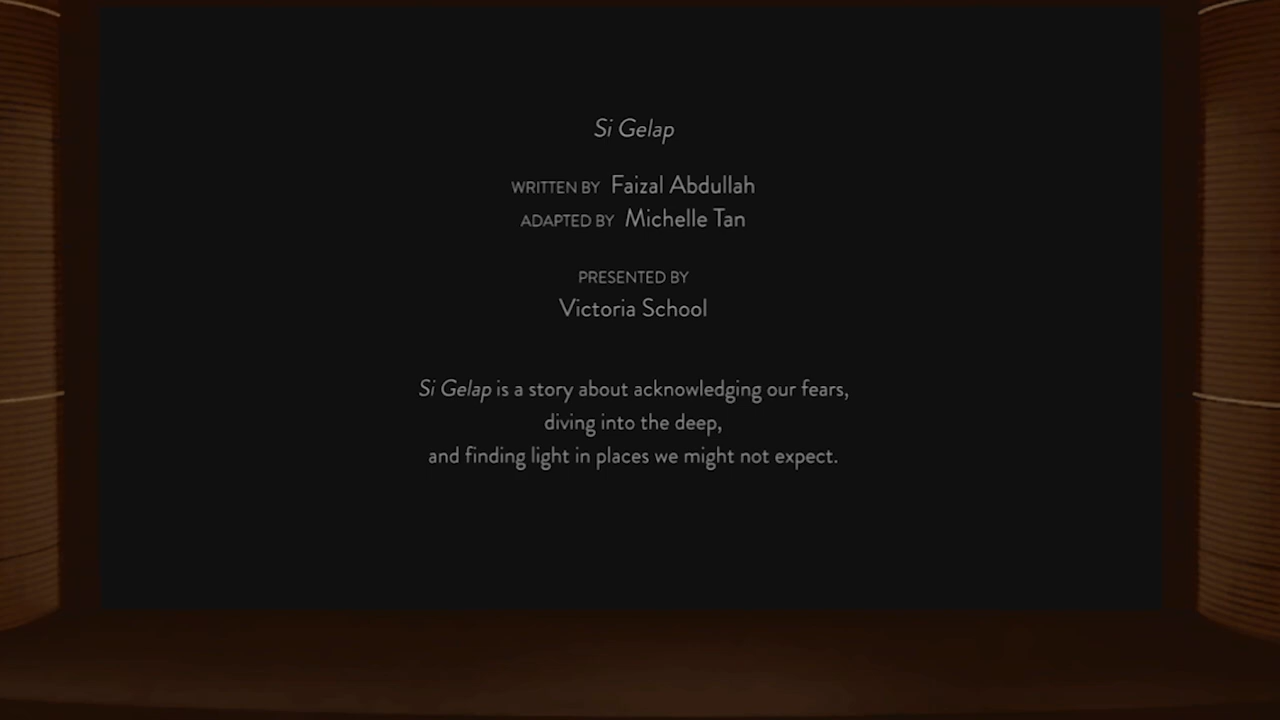 Si Gelap
WRITTEN BY Faizal Abdullah
ADAPTED BY Michelle Tan
PRESENTED BY
Victoria School
Si Gelap is a story about acknowledging our fears,
diving into the deep,
and finding light in places we might not expect.